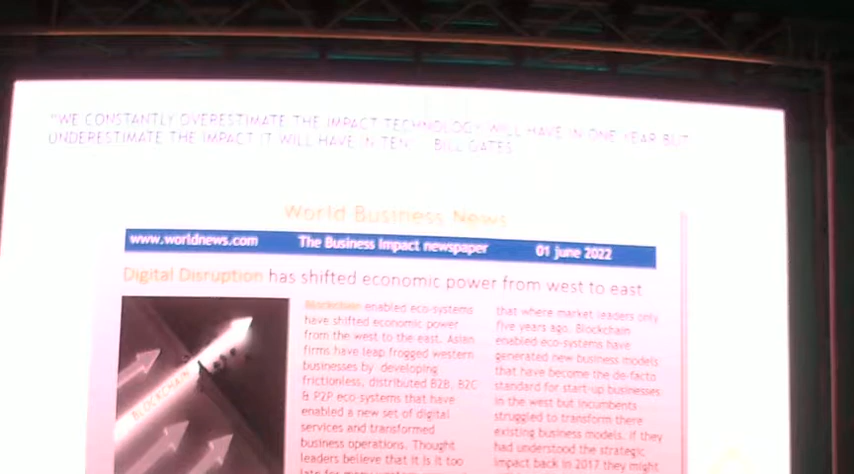 "WE CONSTANTLY OVERESTIMATE THE IMPACT TECHNOLOGY WILL HAVE IN ONE YEAR BUT
UNDERESTIMATE THE IMPACT IT WILL HAVE IN TEN" BILL GATES
World Business News
www.worldnews.com The Business Impact newspaper 01 june 2022
Digital Disruption has shifted economic power from west to east
BLOCKCHAIN
Blockchain enabled eco-systems
have shifted economic power
from the west to the east. Asian
firms have leap frogged western
businesses by developing
frictionless, distributed B2B, B2C
& P2P eco systems that have
enabled a new set of digital
services and transformed
business operations. Thought
leaders believe that it is it too
late for many western
that where market leaders only
five years ago. Blockchain
enabled eco-systems have
generated new business models
that have become the de-facto
standard for start-up businesses
in the west but incumbents
struggled to transform there
existing business models. If they
had understood the strategic
impact back in 2017 they might